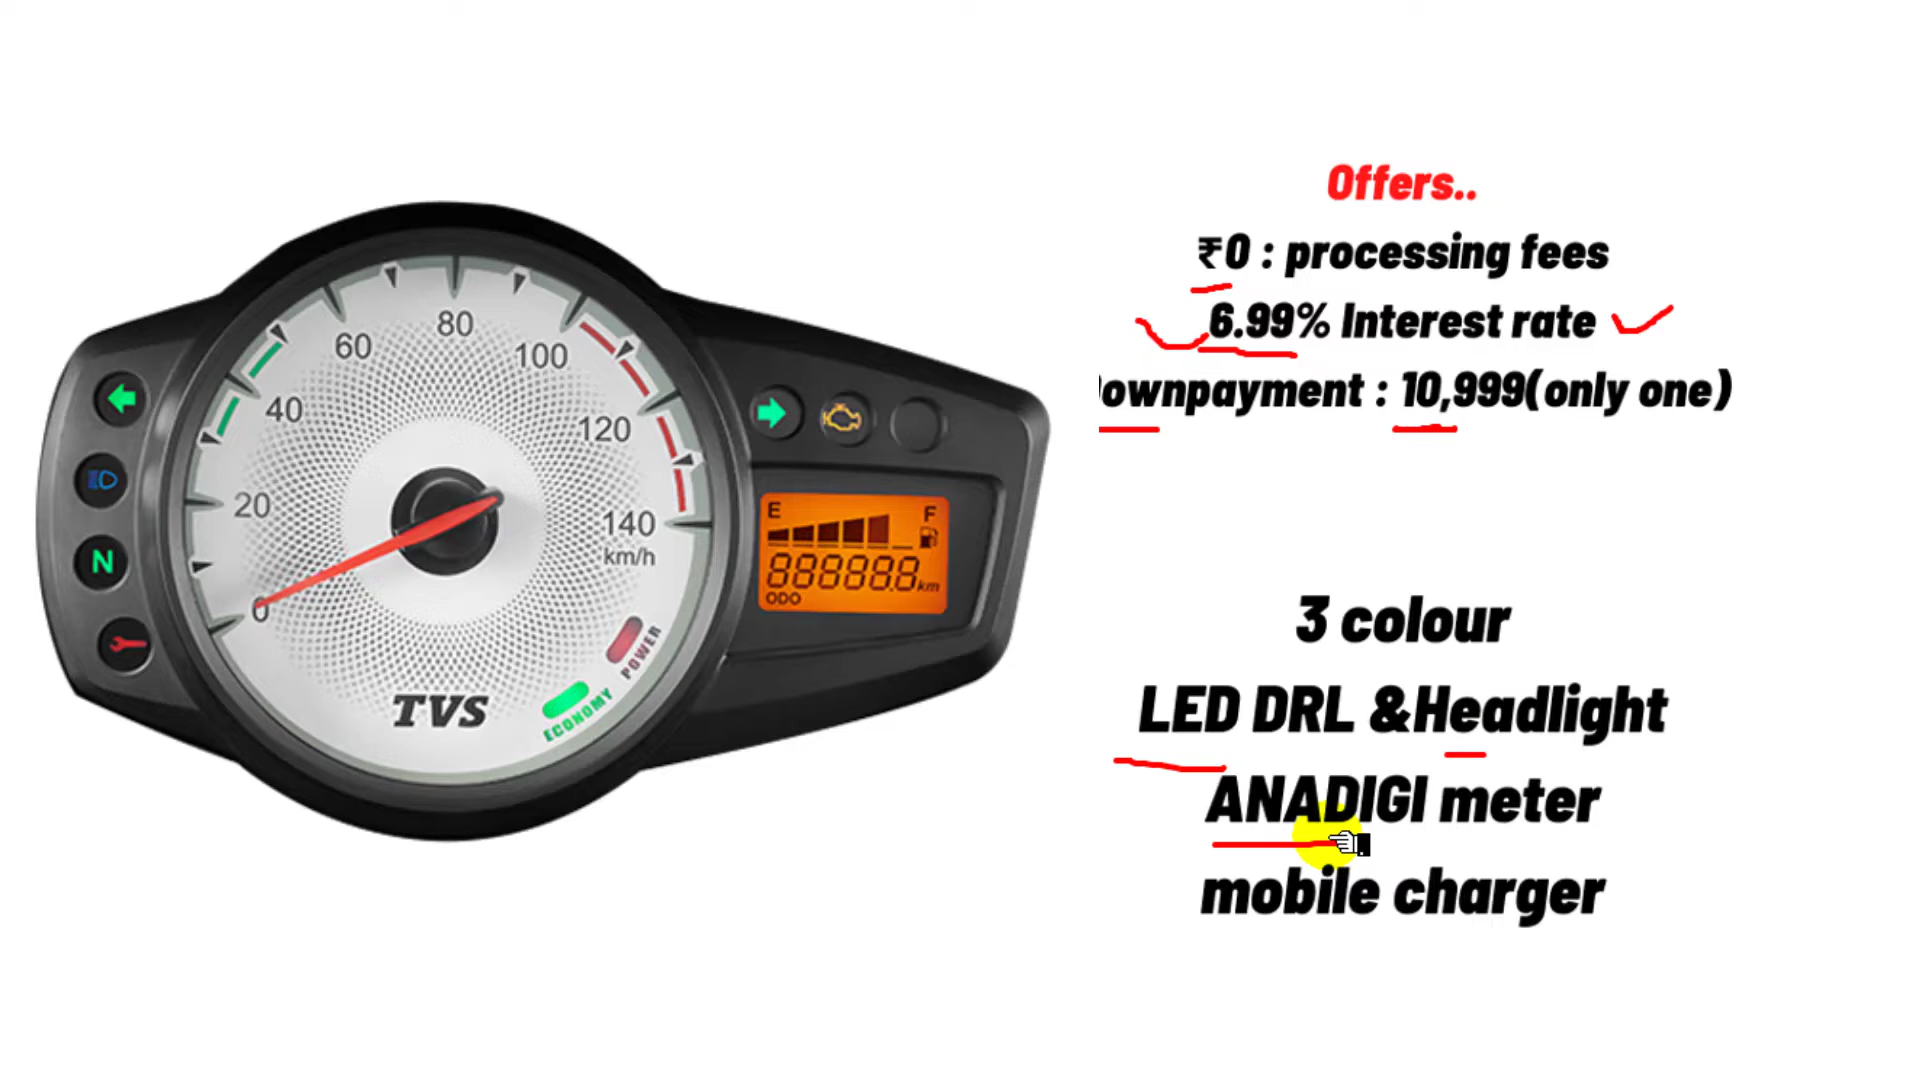 80
60
100
40
120
20
140
km/h
0
TVS
ECONOMY
POWER
N
E F
888888.8 km
ODO
Offers..
₹0 : processing fees
6.99% Interest rate
ownpayment : 10,999(only one)
3 colour
LED DRL &Headlight
ANADIGI meter
mobile charger